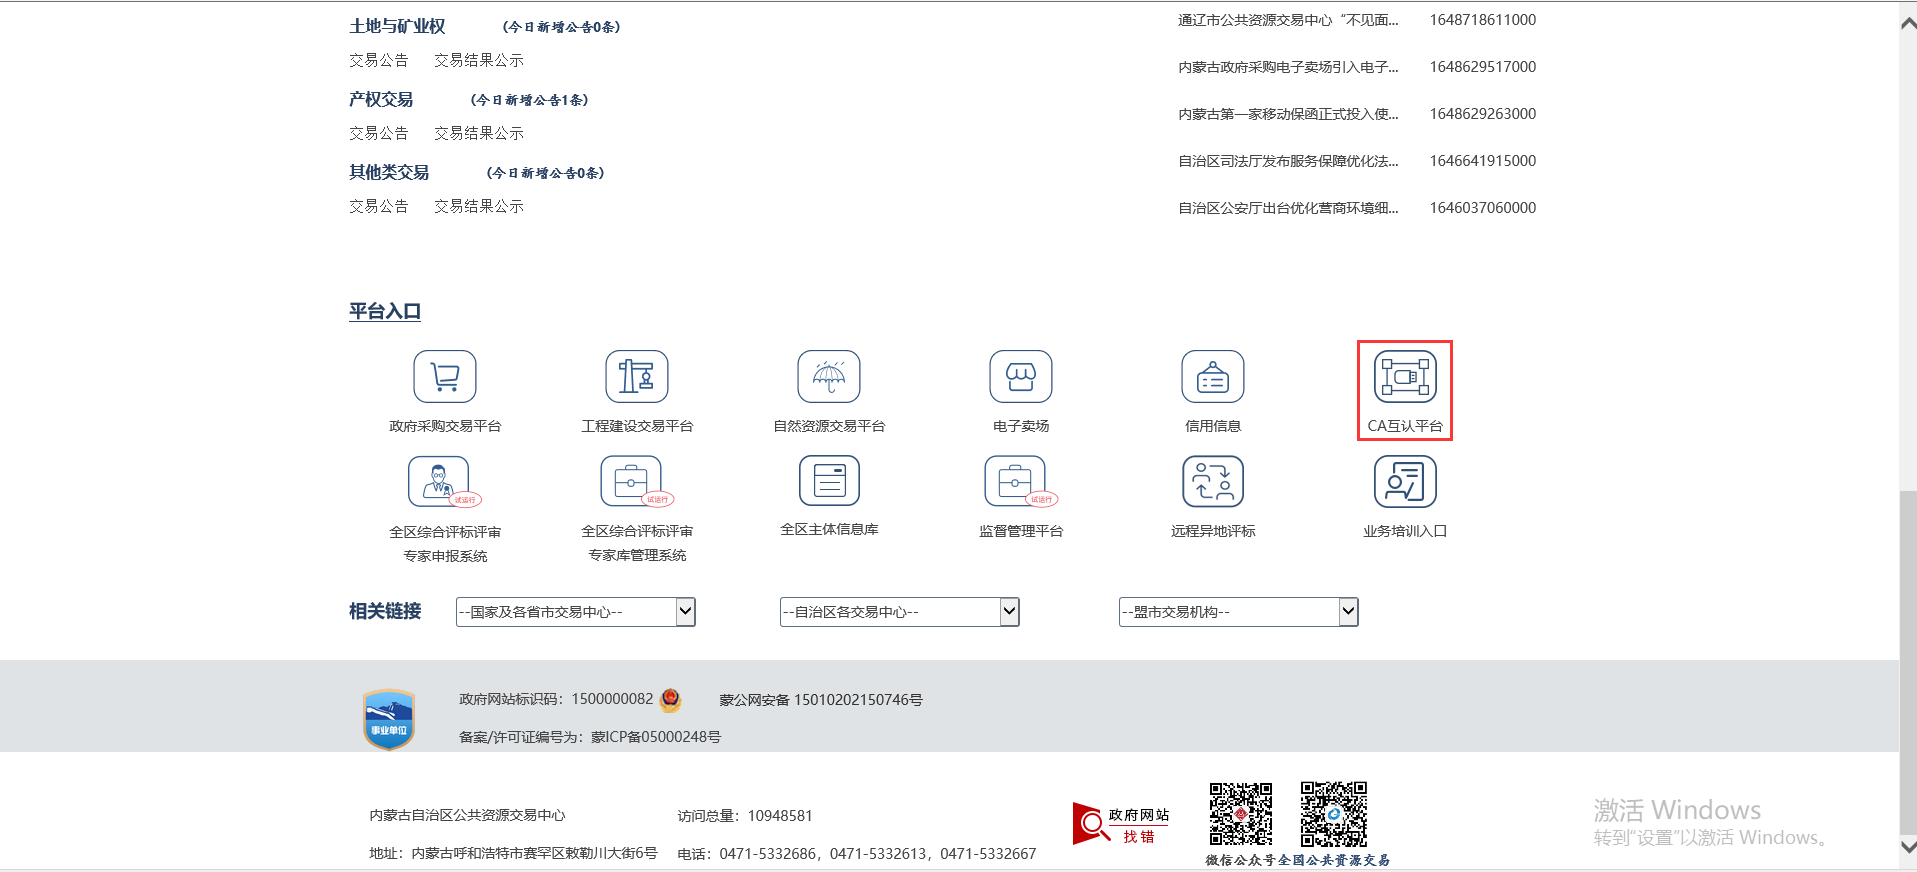 土地与矿业权 (今日新增公告0条)
交易公告 交易结果公示
产权交易 (今日新增公告1条)
交易公告 交易结果公示
其他类交易 (今日新增公告0条)
交易公告 交易结果公示
通辽市公共资源交易中心“不见面... 1648718611000
内蒙古政府采购电子卖场引入电子... 1648629517000
内蒙古第一家移动保函正式投入使... 1648629263000
自治区司法厅发布服务保障优化法... 1646641915000
自治区公安厅出台优化营商环境细... 1646037060000
平台入口
政府采购交易平台 工程建设交易平台 自然资源交易平台 电子卖场 信用信息 CA互认平台
试运行 试运行 试运行
全区综合评标评审 全区综合评标评审 全区主体信息库 监督管理平台 远程异地评标 业务培训入口
专家申报系统 专家库管理系统
相关链接 --国家及各省市交易中心-- --自治区各交易中心-- --盟市交易机构--
事业单位
政府网站标识码：1500000082 蒙公网安备 15010202150746号
备案/许可证编号为：蒙ICP备05000248号
内蒙古自治区公共资源交易中心 访问总量：10948581
地址：内蒙古呼和浩特市赛罕区敕勒川大街6号 电话：0471-5332686，0471-5332613，0471-5332667
政府网站
找错
微信公众号 全国公共资源交易
激活 Windows
转到“设置”以激活 Windows。